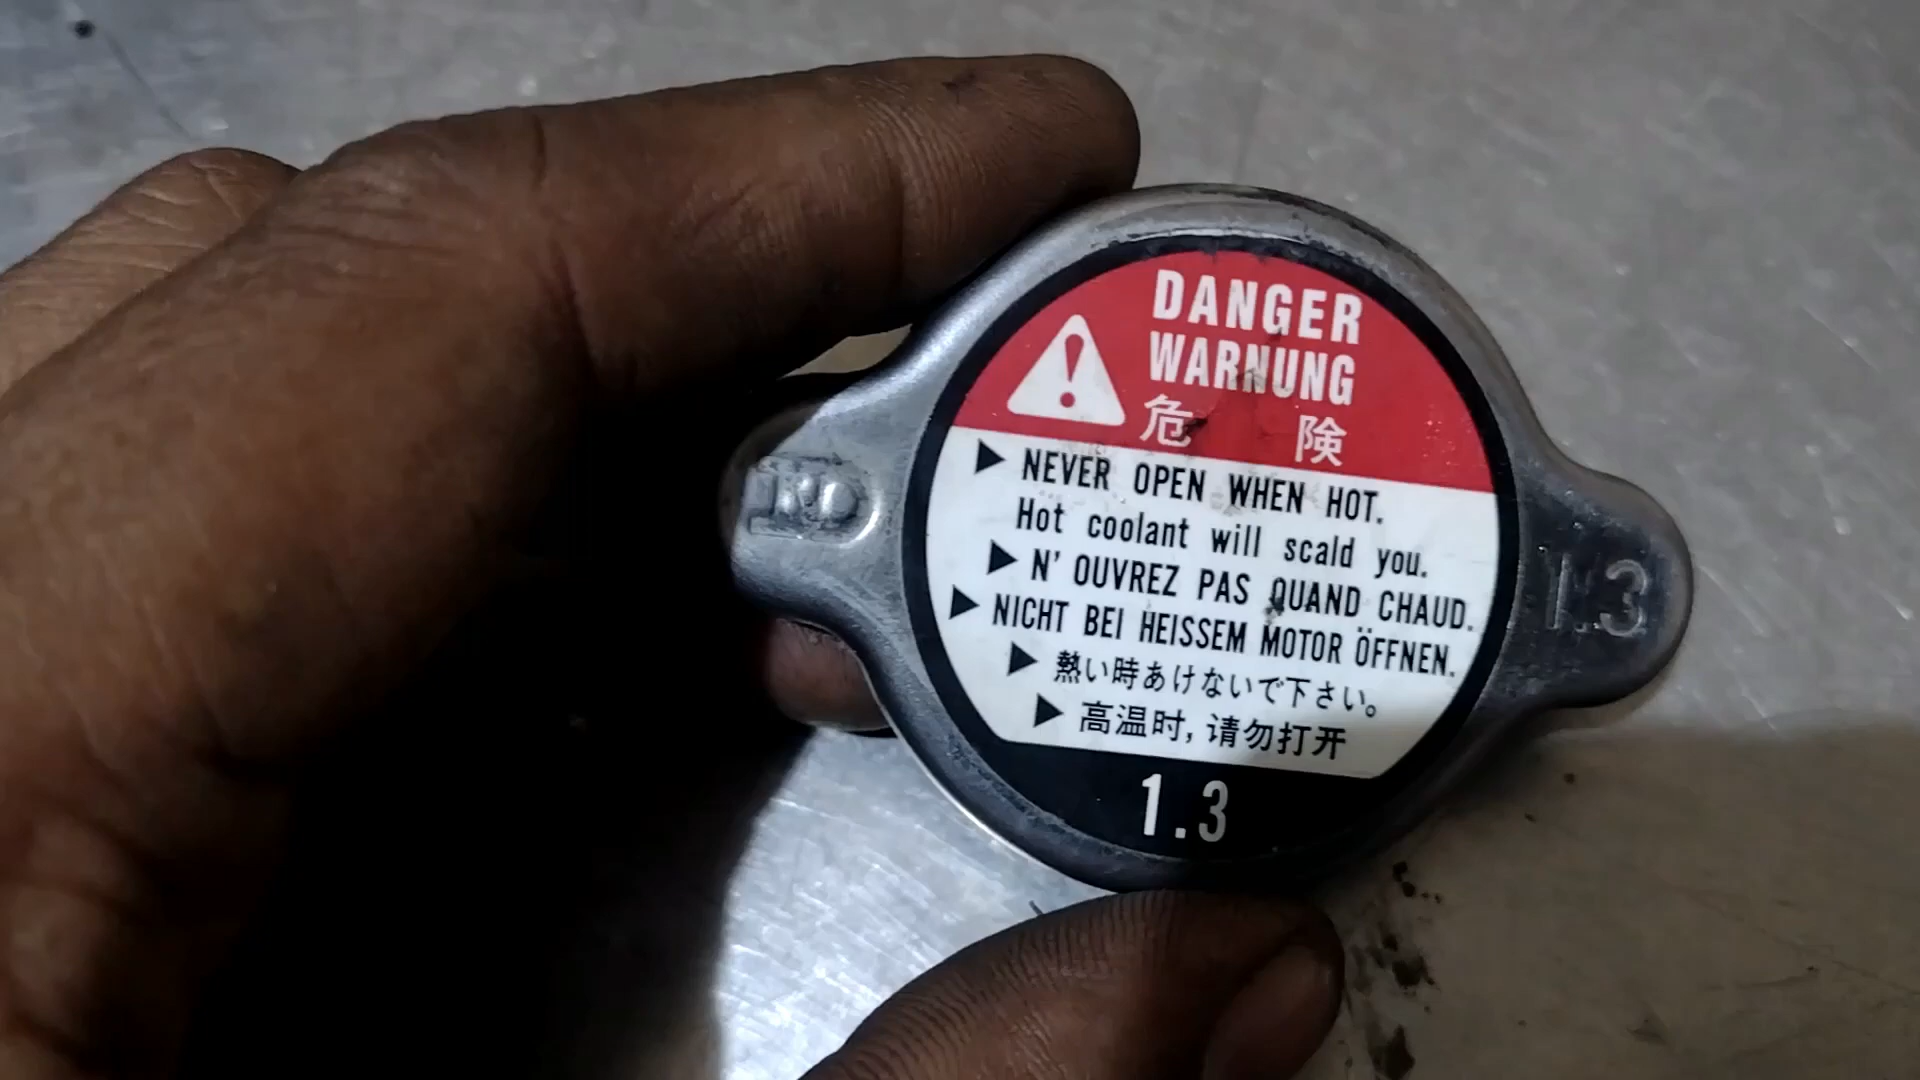 DANGER
WARNUNG
危 険
NEVER OPEN WHEN HOT.
Hot coolant will scald you.
N' OUVREZ PAS QUAND CHAUD.
NICHT BEI HEISSEM MOTOR ÖFFNEN.
熱い時あけないで下さい。
高温时, 请勿打开
1.3
1.3